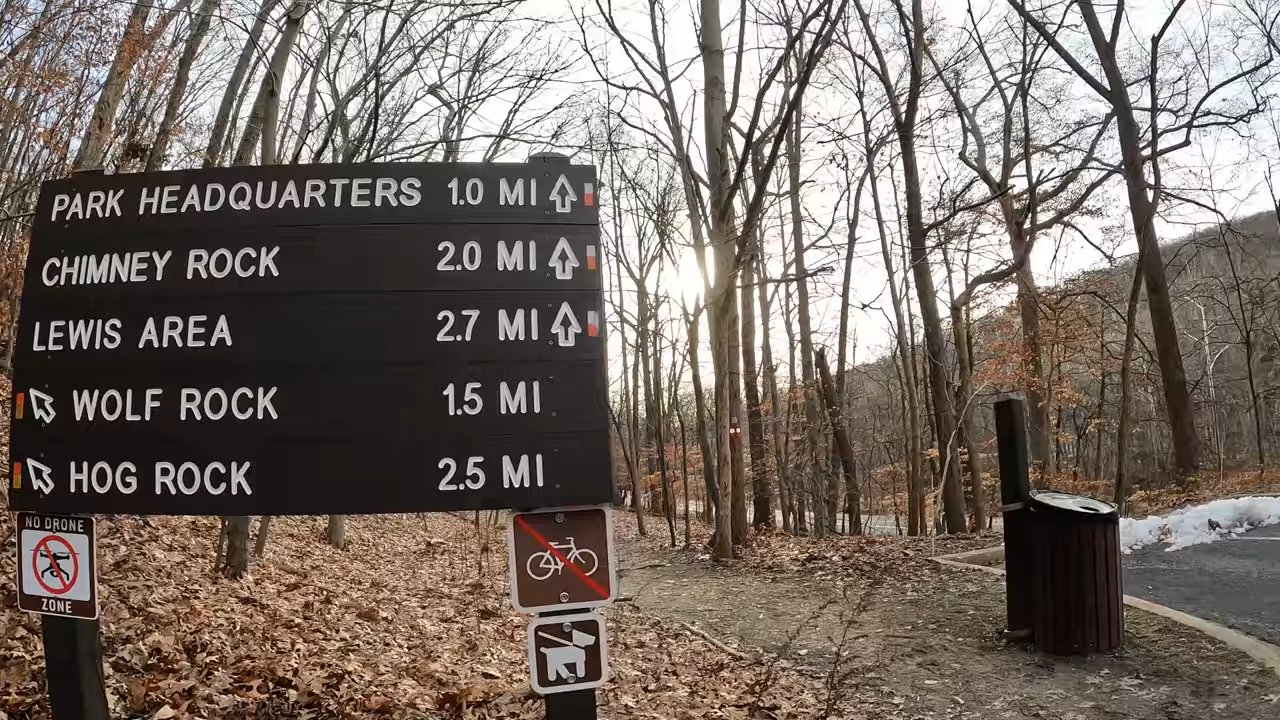 PARK HEADQUARTERS 1.0 MI
CHIMNEY ROCK 2.0 MI
LEWIS AREA 2.7 MI
WOLF ROCK 1.5 MI
HOG ROCK 2.5 MI
NO DRONE
ZONE